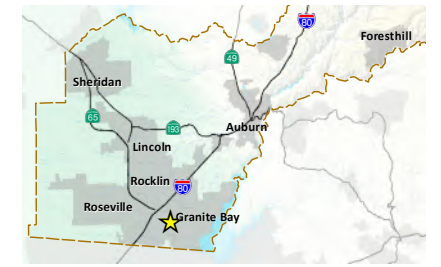 80
Foresthill
49
Sheridan
65
193
Auburn
Lincoln
Rocklin
80
Roseville
Granite Bay